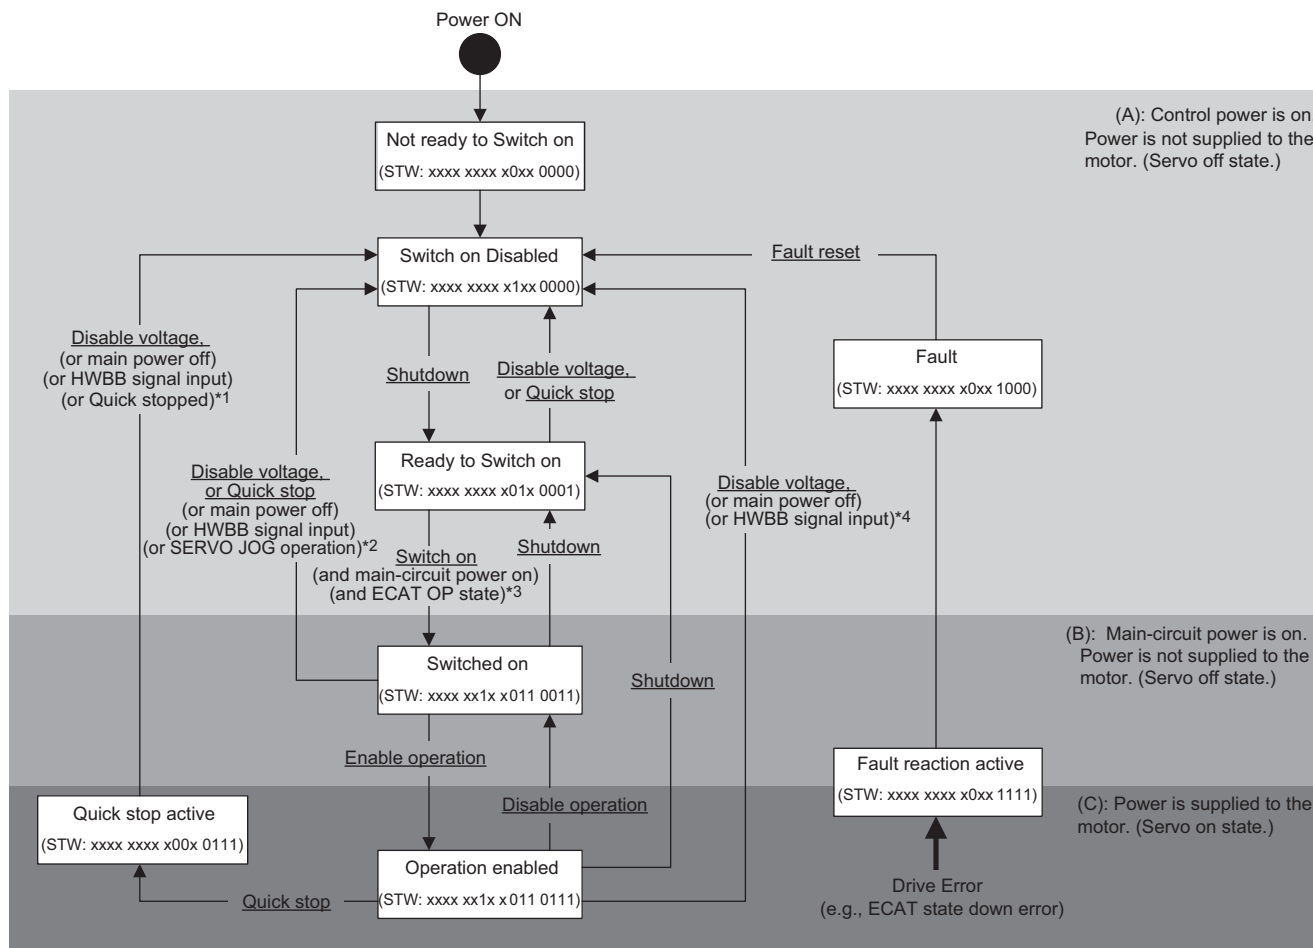 Power ON
(A): Control power is on
Power is not supplied to the
motor. (Servo off state.)
Not ready to Switch on
(STW: xxxx xxxx x0xx 0000)
Switch on Disabled
(STW: xxxx xxxx x1xx 0000)
Fault reset
Disable voltage,
(or main power off)
(or HWBB signal input)
(or Quick stopped)*1
Shutdown
Disable voltage,
or Quick stop
Fault
(STW: xxxx xxxx x0xx 1000)
Ready to Switch on
(STW: xxxx xxxx x01x 0001)
Disable voltage,
or Quick stop
(or main power off)
(or HWBB signal input)
(or SERVO JOG operation)*2
Disable voltage,
(or main power off)
(or HWBB signal input)*4
Switch on
(and main-circuit power on)
(and ECAT OP state)*3
Shutdown
(B): Main-circuit power is on.
Power is not supplied to the
motor. (Servo off state.)
Switched on
(STW: xxxx xx1x x011 0011)
Shutdown
Enable operation
Disable operation
Fault reaction active
(STW: xxxx xxxx x0xx 1111)
(C): Power is supplied to the
motor. (Servo on state.)
Quick stop active
(STW: xxxx xxxx x00x 0111)
Operation enabled
(STW: xxxx xx1x x011 0111)
Quick stop
Drive Error
(e.g., ECAT state down error)